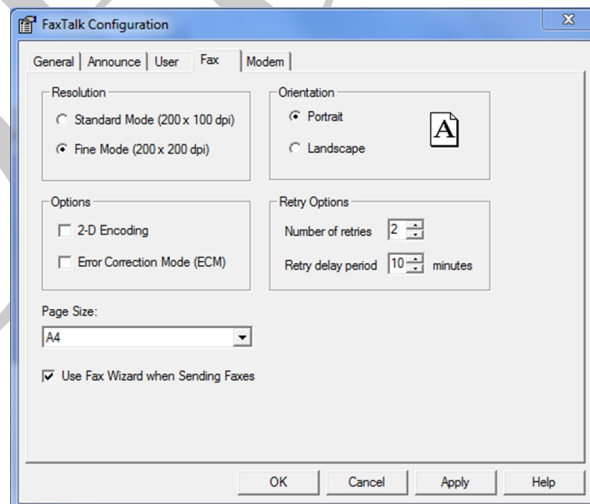 FaxTalk Configuration
General Announce User Fax Modem
Resolution
Standard Mode (200 x 100 dpi)
Fine Mode (200 x 200 dpi)
Orientation
Portrait
Landscape
A
Options
2-D Encoding
Error Correction Mode (ECM)
Retry Options
Number of retries 2
Retry delay period 10 minutes
Page Size:
A4
Use Fax Wizard when Sending Faxes
OK Cancel Apply Help